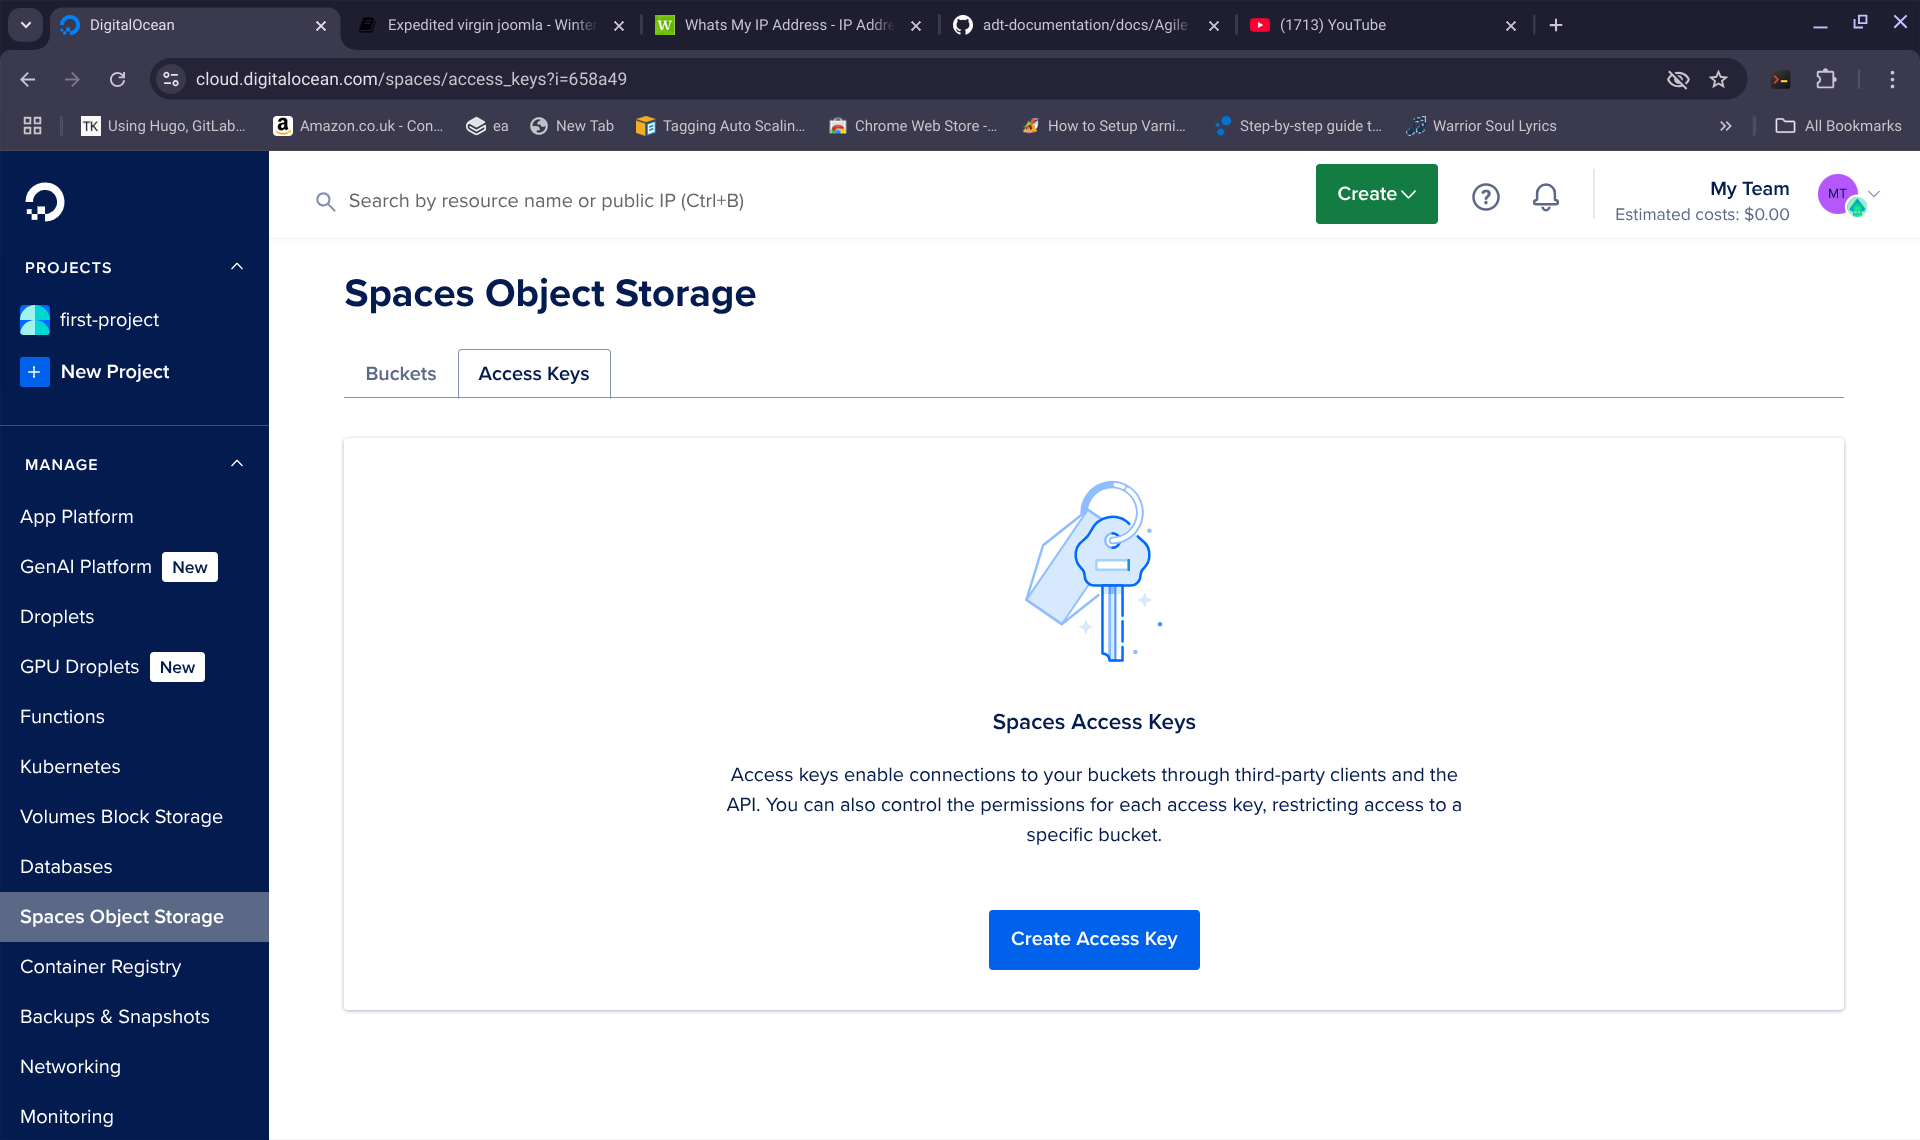 DigitalOcean
Expedited virgin joomla - Winter
Whats My IP Address - IP Addre
adt-documentation/docs/Agile
(1713) YouTube
cloud.digitalocean.com/spaces/access_keys?i=658a49
TK Using Hugo, GitLab...
a Amazon.co.uk - Con...
ea
New Tab
Tagging Auto Scalin...
Chrome Web Store -...
How to Setup Varni...
Step-by-step guide t...
Warrior Soul Lyrics
All Bookmarks
Search by resource name or public IP (Ctrl+B)
Create
My Team
Estimated costs: $0.00
MT
PROJECTS
first-project
New Project
MANAGE
App Platform
GenAI Platform New
Droplets
GPU Droplets New
Functions
Kubernetes
Volumes Block Storage
Databases
Spaces Object Storage
Container Registry
Backups & Snapshots
Networking
Monitoring
Spaces Object Storage
Buckets
Access Keys
Spaces Access Keys
Access keys enable connections to your buckets through third-party clients and the
API. You can also control the permissions for each access key, restricting access to a
specific bucket.
Create Access Key